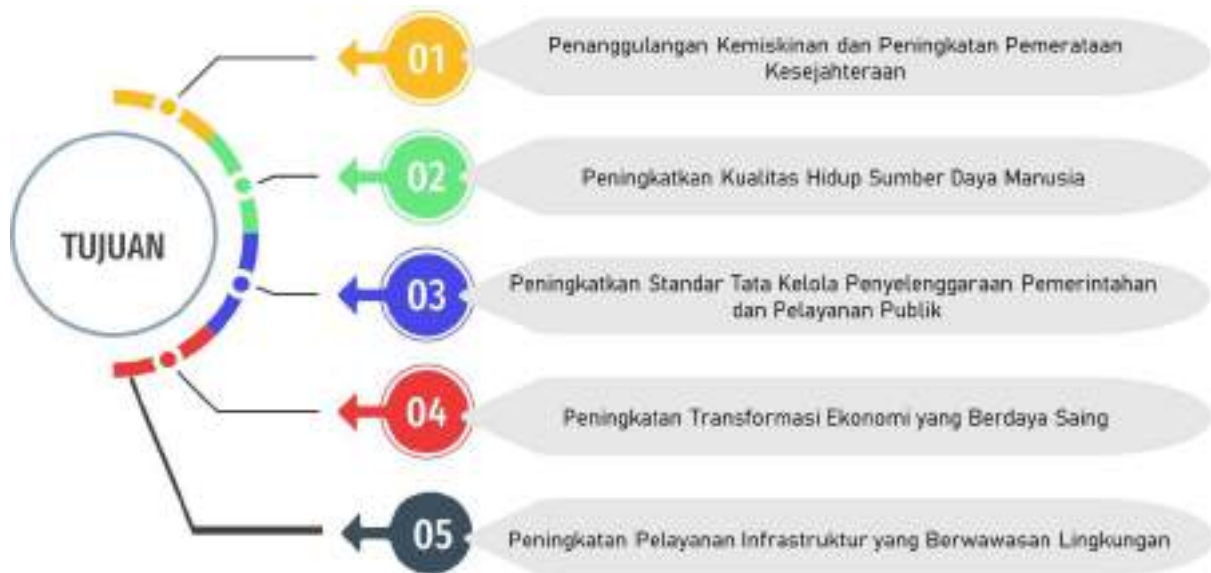 TUJUAN
01
Penanggulangan Kemiskinan dan Peningkatan Pemerataan
Kesejahteraan
02
Peningkatkan Kualitas Hidup Sumber Daya Manusia
03
Peningkatkan Standar Tata Kelola Penyelenggaraan Pemerintahan
dan Pelayanan Publik
04
Peningkatan Transformasi Ekonomi yang Berdaya Saing
05
Peningkatan Pelayanan Infrastruktur yang Berwawasan Lingkungan